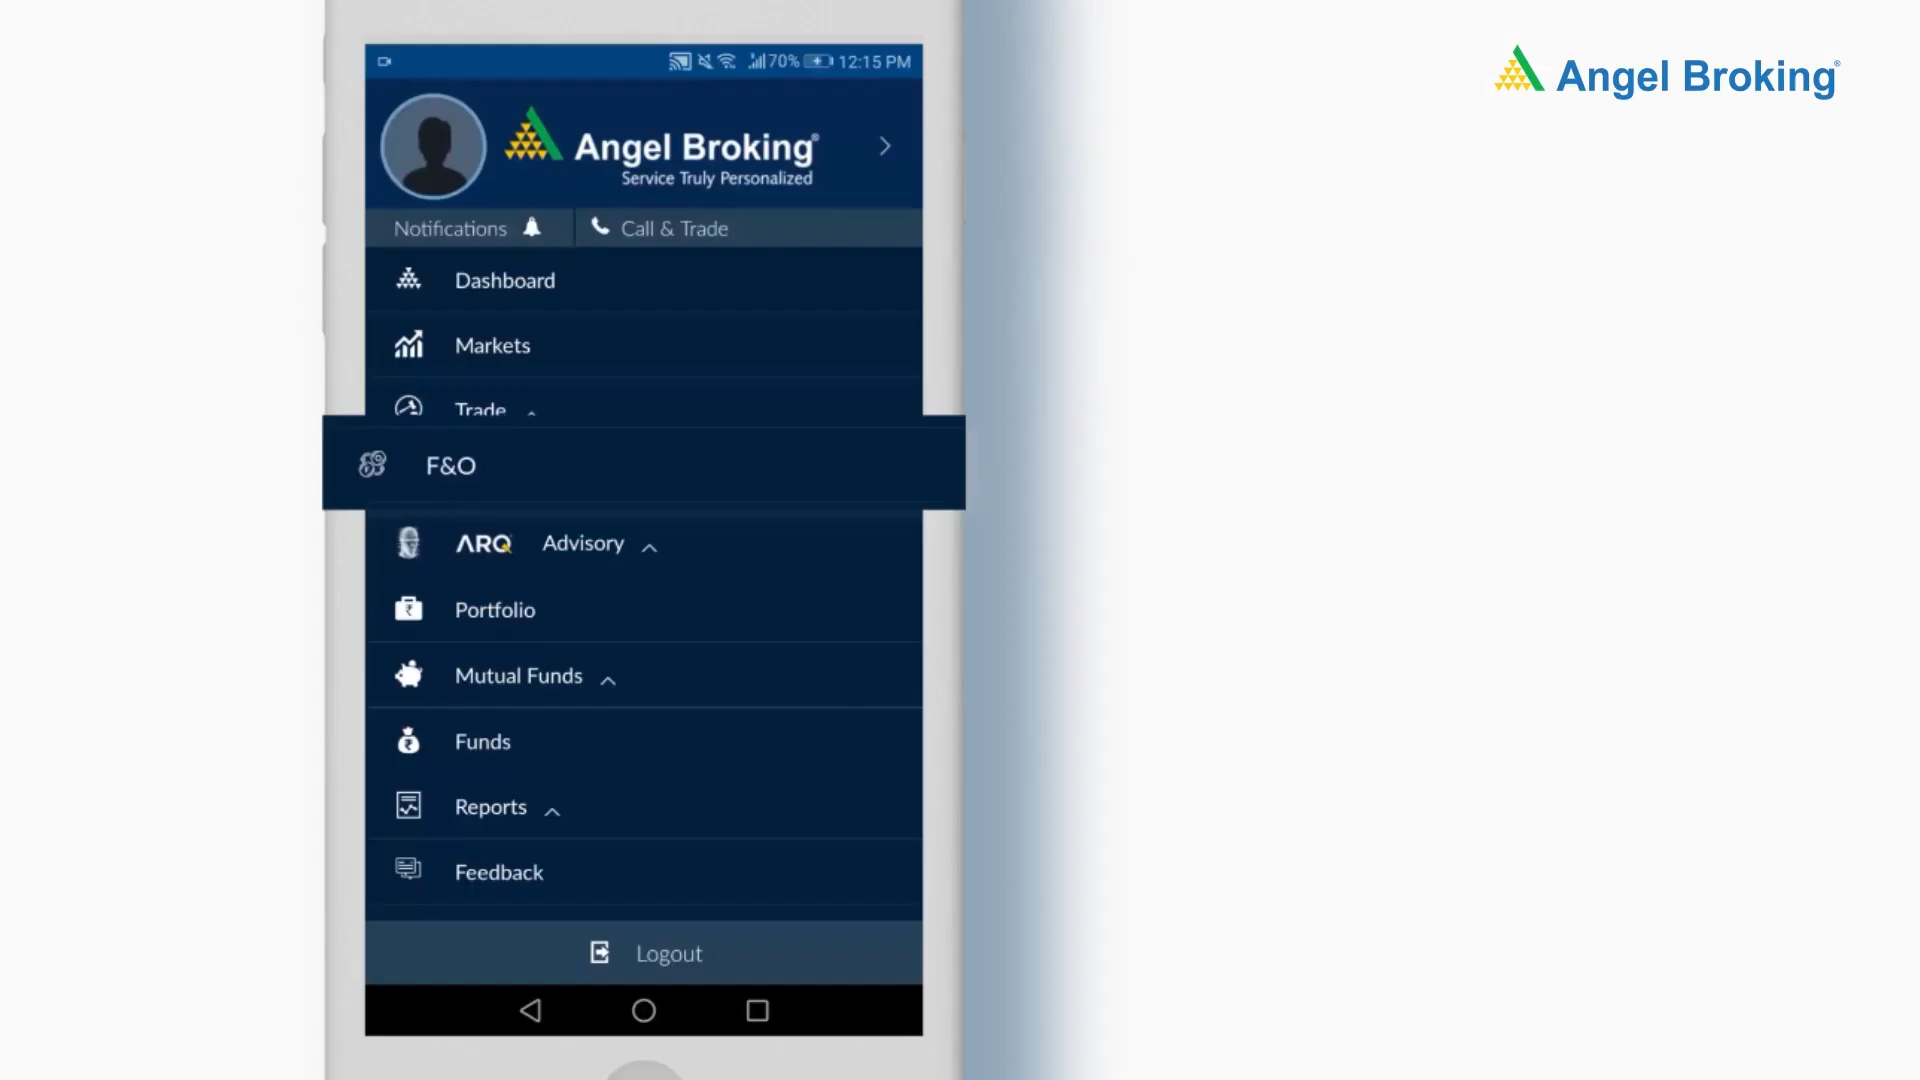 Angel Broking®
70% 12:15 PM
Angel Broking®
Service Truly Personalized
Notifications
Call & Trade
Dashboard
Markets
Trade
F&O
ARQ Advisory
Portfolio
Mutual Funds
Funds
Reports
Feedback
Logout